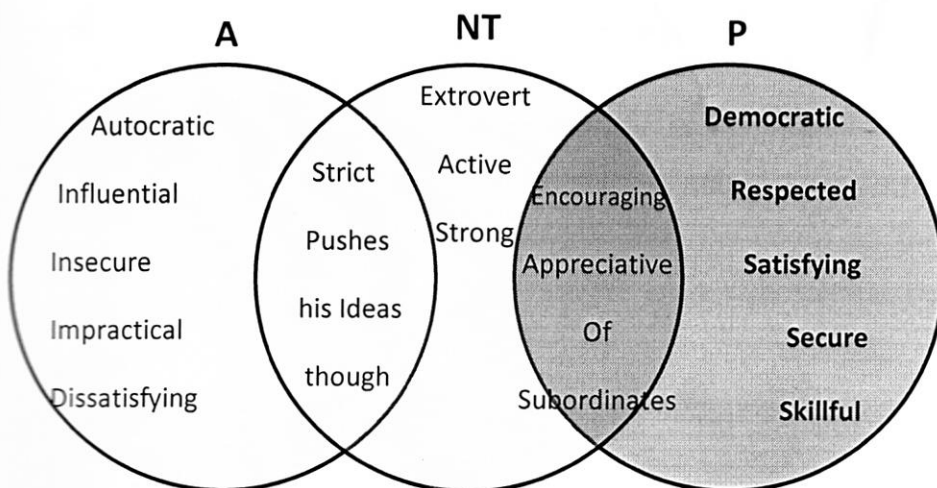 A
NT
P
Autocratic
Influential
Insecure
Impractical
Dissatisfying
Strict
Pushes
his Ideas
though
Extrovert
Active
Strong
Encouraging
Appreciative
Of
Subordinates
Democratic
Respected
Satisfying
Secure
Skillful